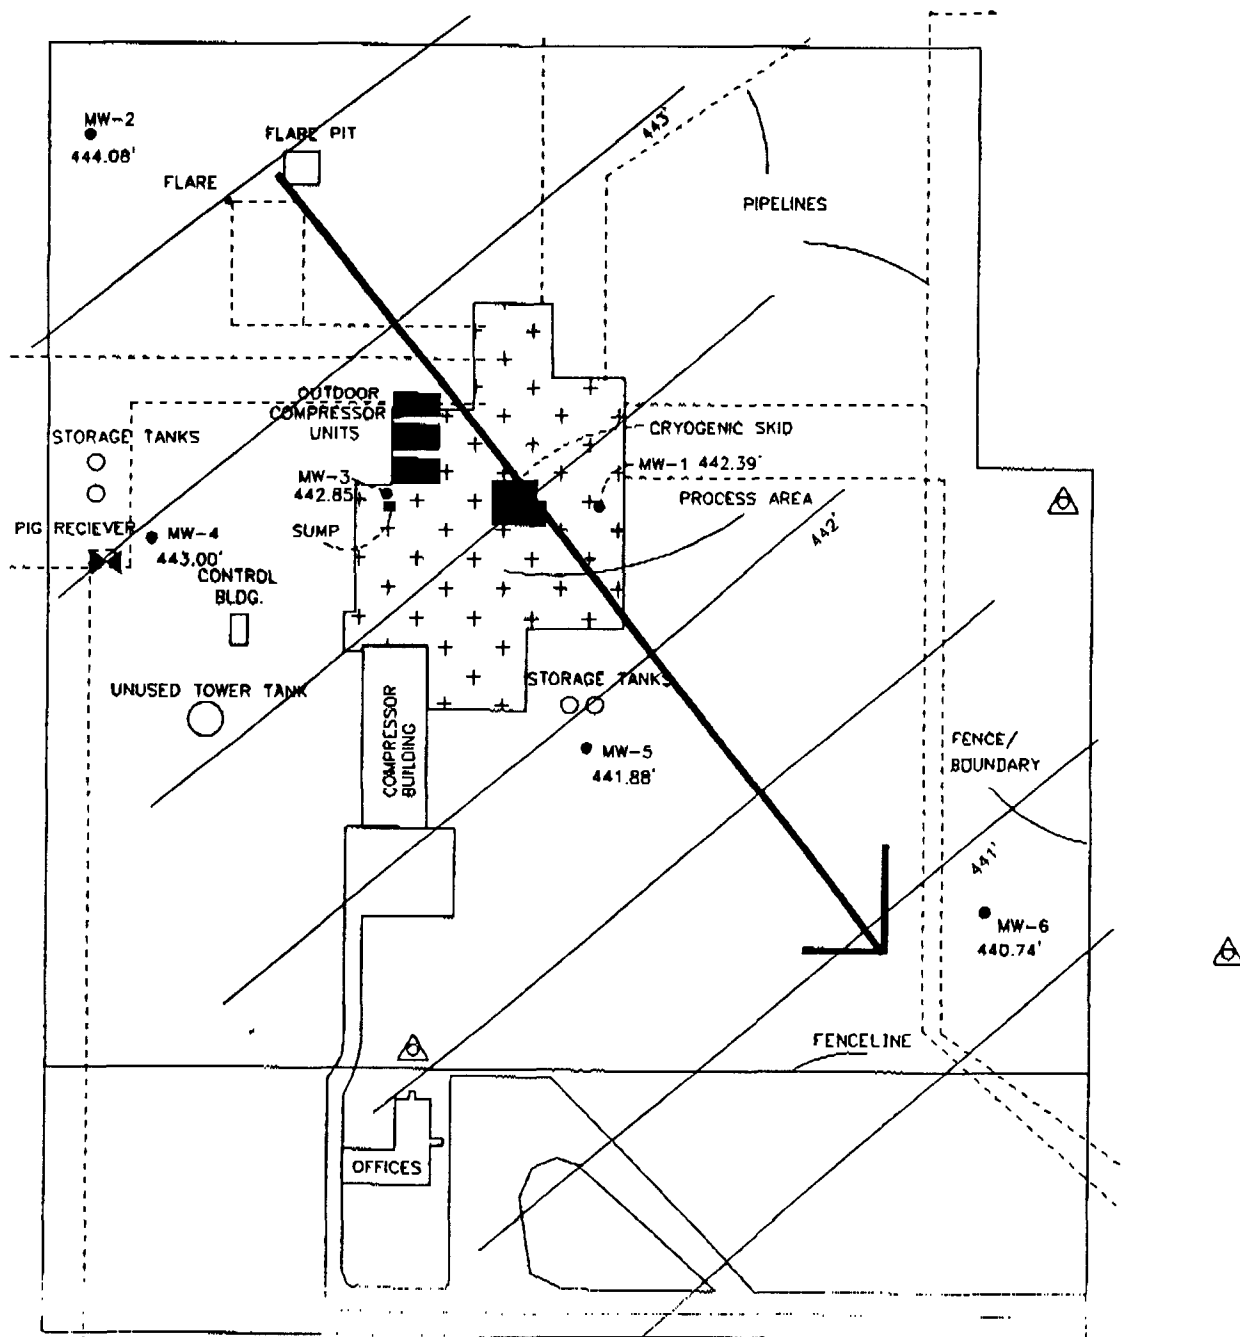 MW-2
444.08'
FLARE PIT
FLARE
443'
PIPELINES
OUTDOOR
COMPRESSOR
UNITS
STORAGE TANKS
CRYOGENIC SKID
MW-1 442.39'
MW-3
442.85'
PROCESS AREA
SUMP
PIG RECIEVER
MW-4
443.00'
442'
CONTROL
BLDG.
UNUSED TOWER TANK
STORAGE TANKS
COMPRESSOR
BUILDING
MW-5
441.88'
FENCE/
BOUNDARY
441'
MW-6
440.74'
FENCELINE
OFFICES